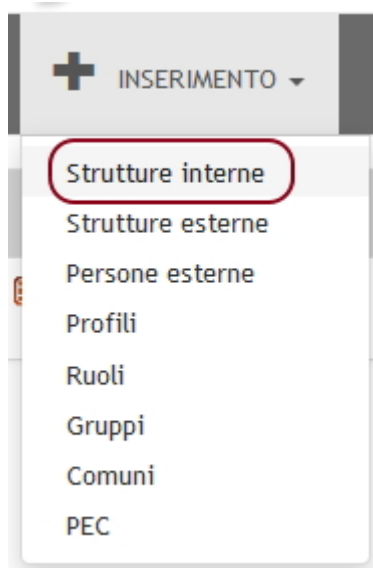 INSERIMENTO
Strutture interne
Strutture esterne
Persone esterne
Profili
Ruoli
Gruppi
Comuni
PEC